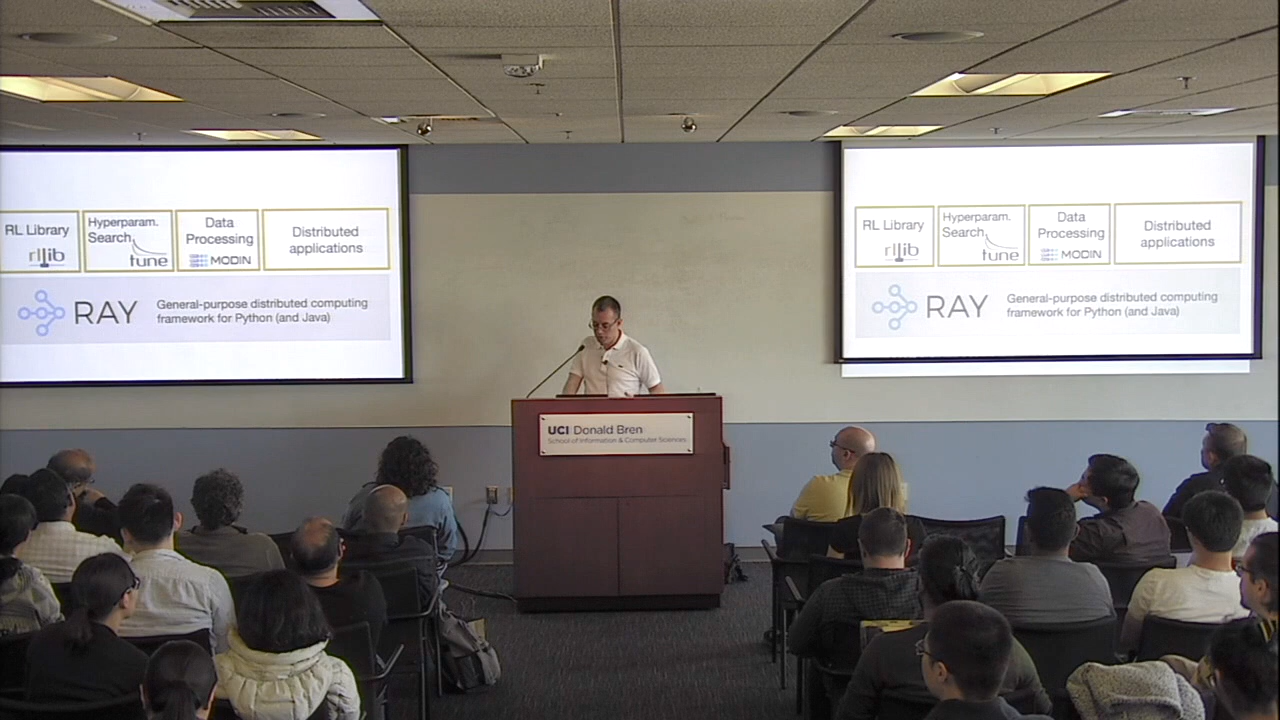 RL Library
rllib
Hyperparam.
Search
tune
Data
Processing
MODIN
Distributed
applications
RAY
General-purpose distributed computing
framework for Python (and Java)
RL Library
rllib
Hyperparam.
Search
tune
Data
Processing
MODIN
Distributed
applications
RAY
General-purpose distributed computing
framework for Python (and Java)
UCI Donald Bren
School of Information & Computer Sciences